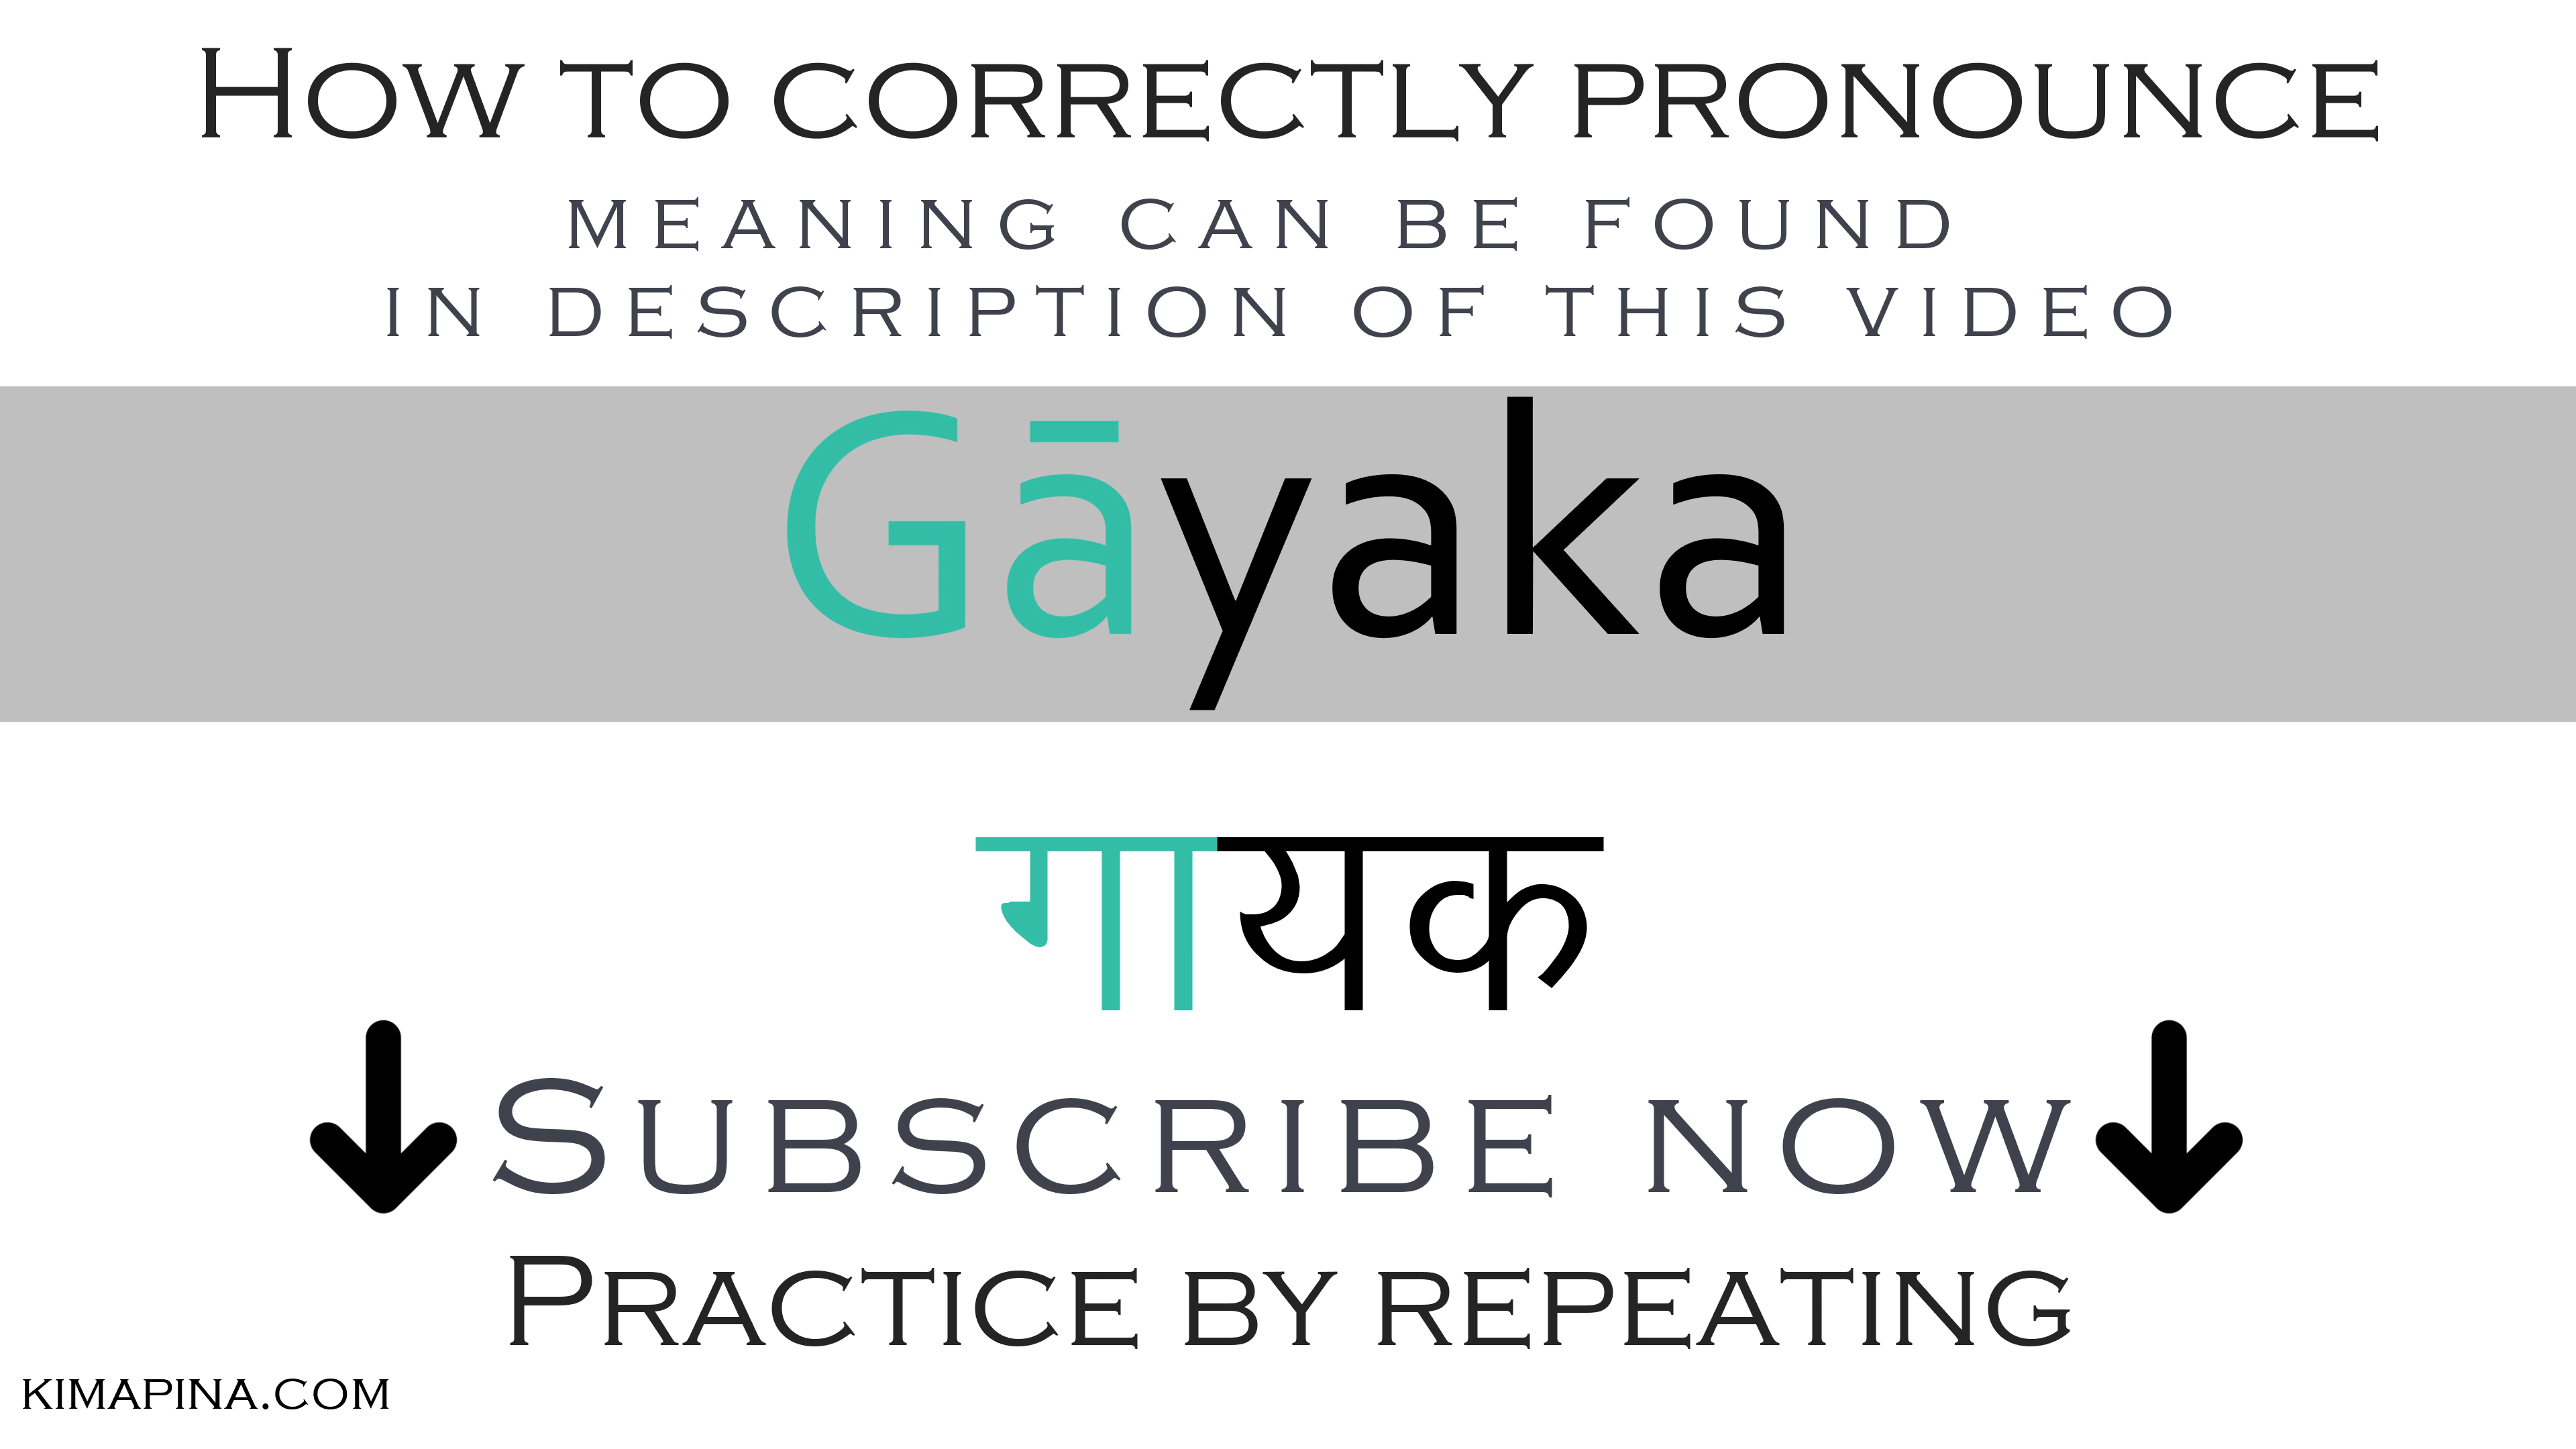 How to correctly pronounce
meaning can be found
in description of this video
Gāyaka
गायक
Subscribe now
Practice by repeating
kimapina.com